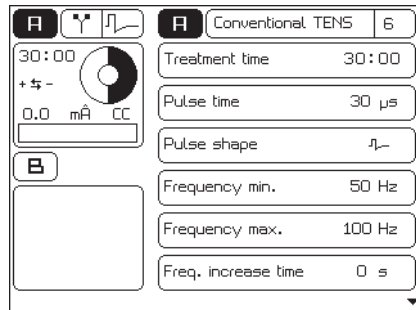 A
30:00
+ ⇆ -
0.0 mÂ CC
B
A Conventional TENS 6
Treatment time 30:00
Pulse time 30 µs
Pulse shape
Frequency min. 50 Hz
Frequency max. 100 Hz
Freq. increase time 0 s